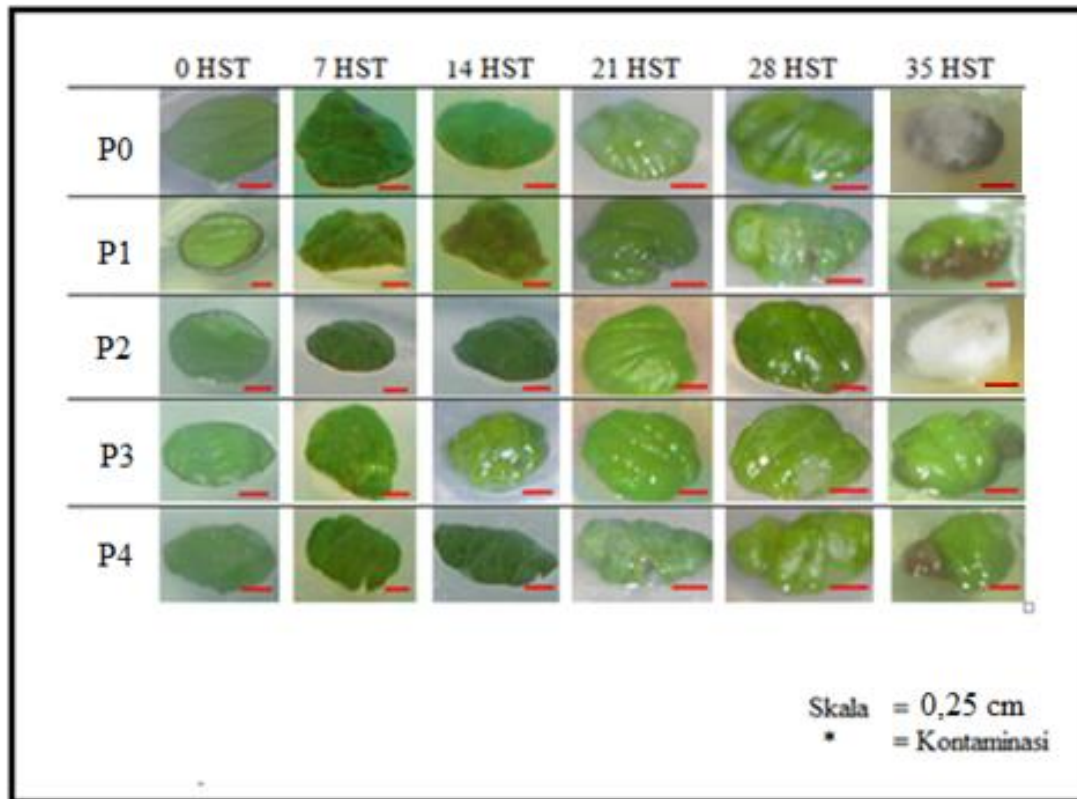 0 HST 7 HST 14 HST 21 HST 28 HST 35 HST
P0
P1
P2
P3
P4
Skala = 0,25 cm
* = Kontaminasi